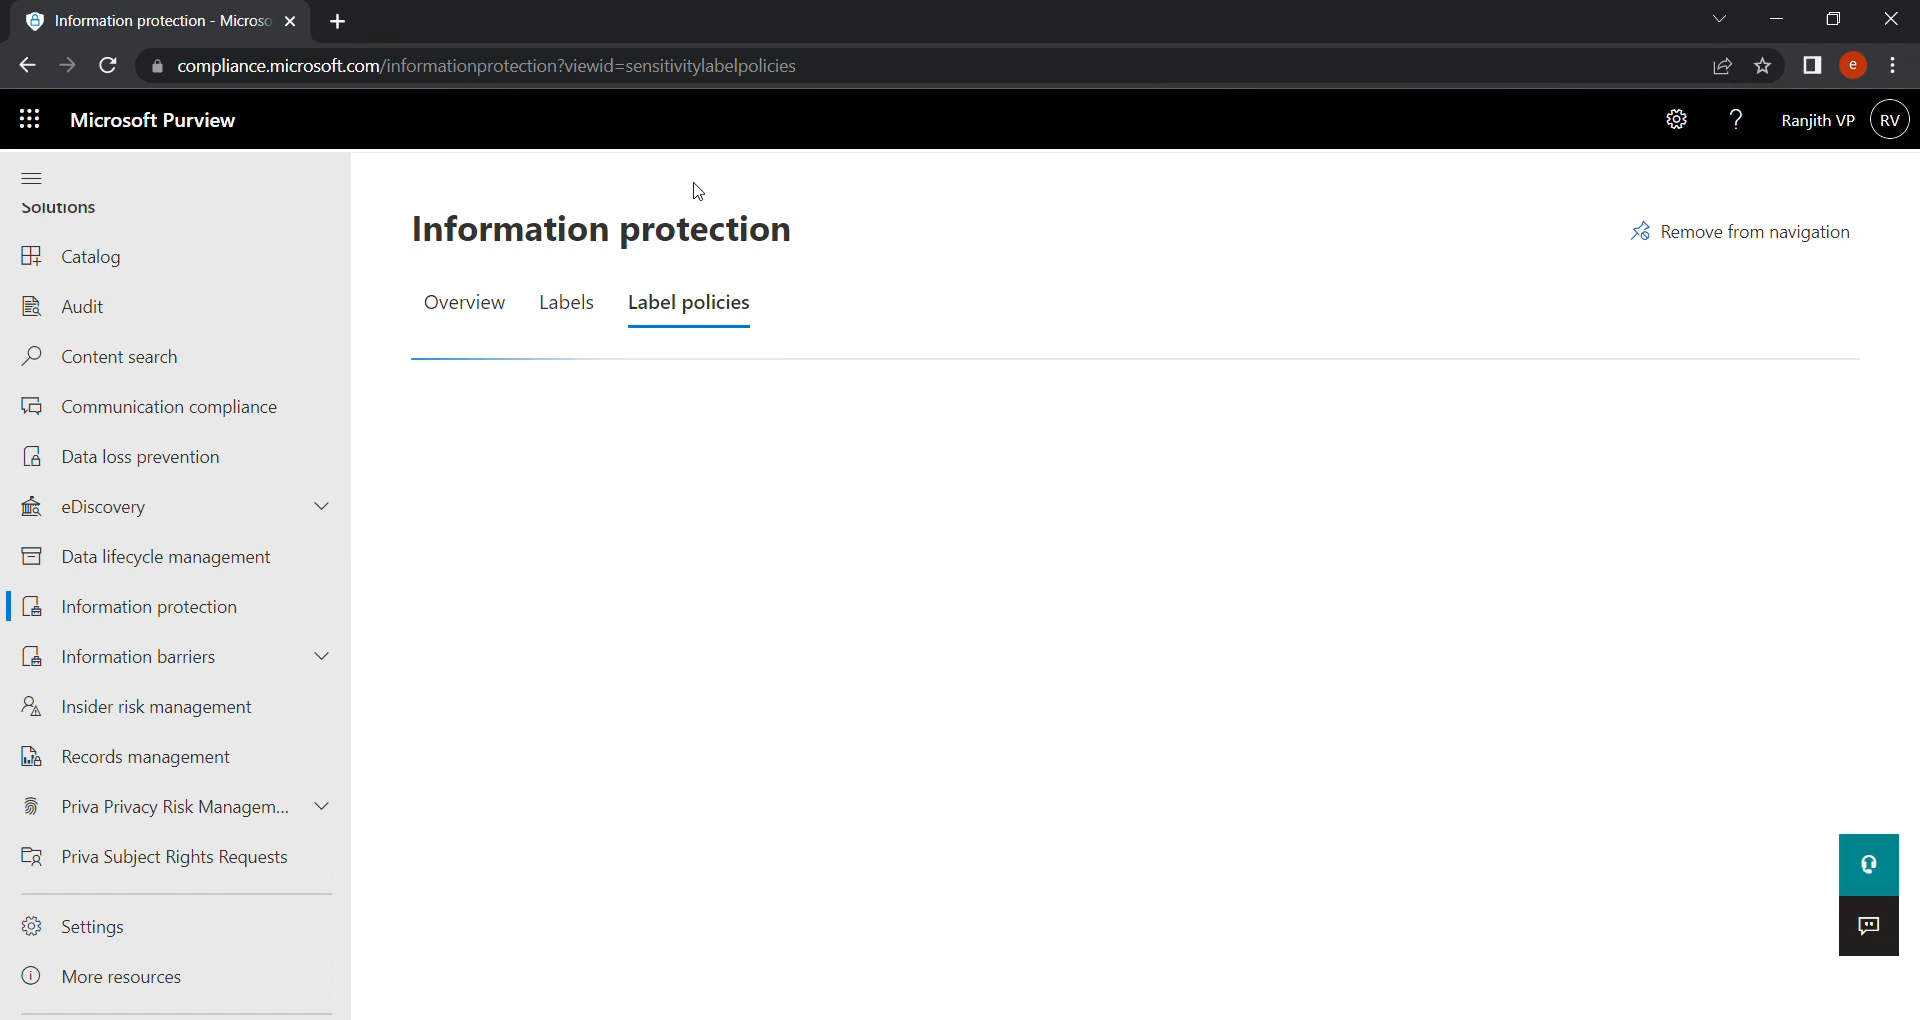 Information protection - Microso
compliance.microsoft.com/informationprotection?viewid=sensitivitylabelpolicies
e
Microsoft Purview
Ranjith VP
RV
Solutions
Catalog
Audit
Content search
Communication compliance
Data loss prevention
eDiscovery
Data lifecycle management
Information protection
Information barriers
Insider risk management
Records management
Priva Privacy Risk Managem...
Priva Subject Rights Requests
Settings
More resources
Information protection
Remove from navigation
Overview
Labels
Label policies